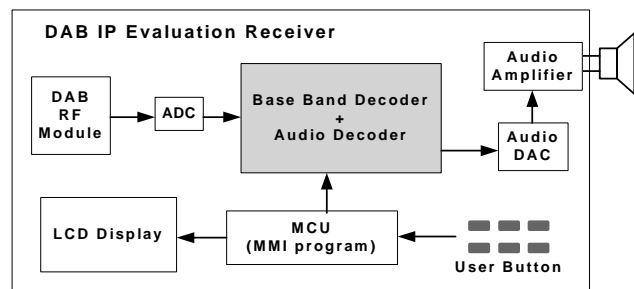 DAB IP Evaluation Receiver
DAB
RF
Module
ADC
Base Band Decoder
+
Audio Decoder
Audio
Amplifier
Audio
DAC
LCD Display
MCU
(MMI program)
User Button